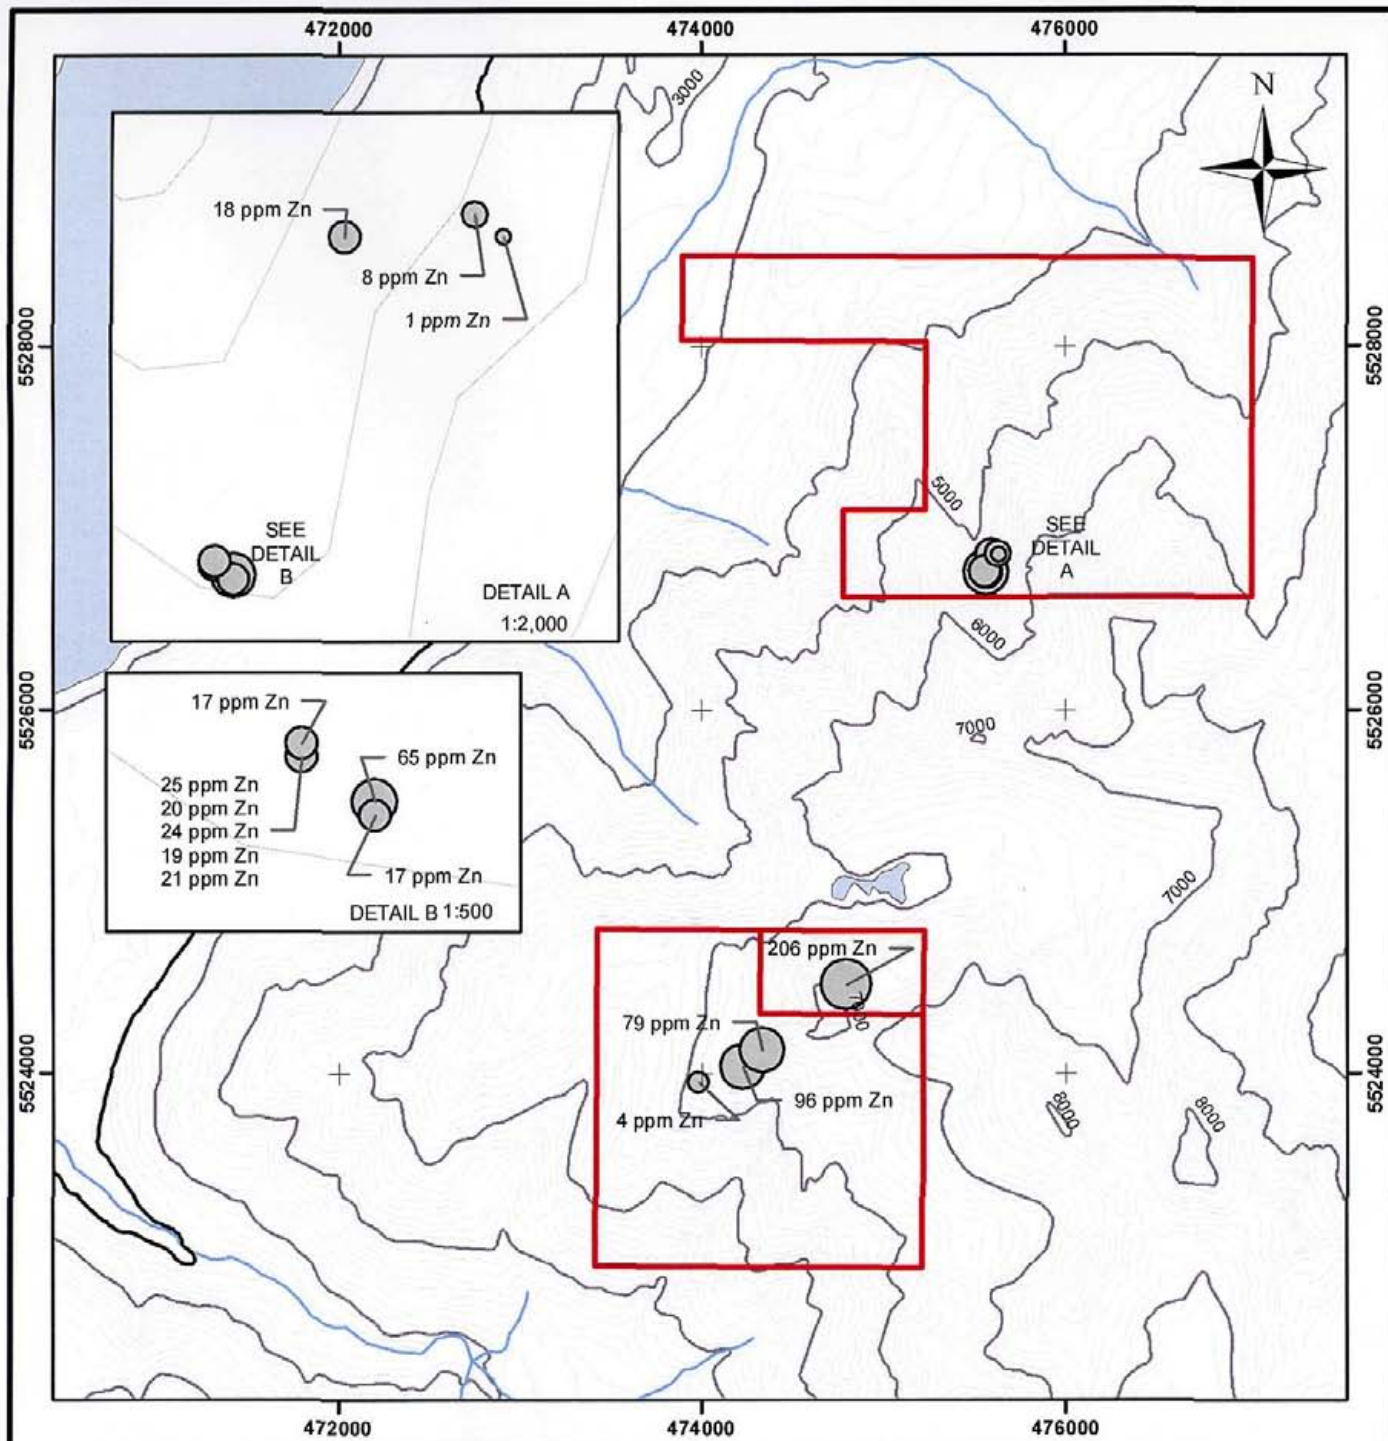 472000
474000
476000
3000
N
18 ppm Zn
8 ppm Zn
1 ppm Zn
5528000
5528000
5000
SEE
DETAIL
B
SEE
DETAIL
A
DETAIL A
1:2,000
6000
5526000
5526000
17 ppm Zn
7000
65 ppm Zn
25 ppm Zn
20 ppm Zn
24 ppm Zn
19 ppm Zn
21 ppm Zn
17 ppm Zn
7000
DETAIL B 1:500
206 ppm Zn
79 ppm Zn
5524000
5524000
96 ppm Zn
4 ppm Zn
8000
8000
472000
474000
476000